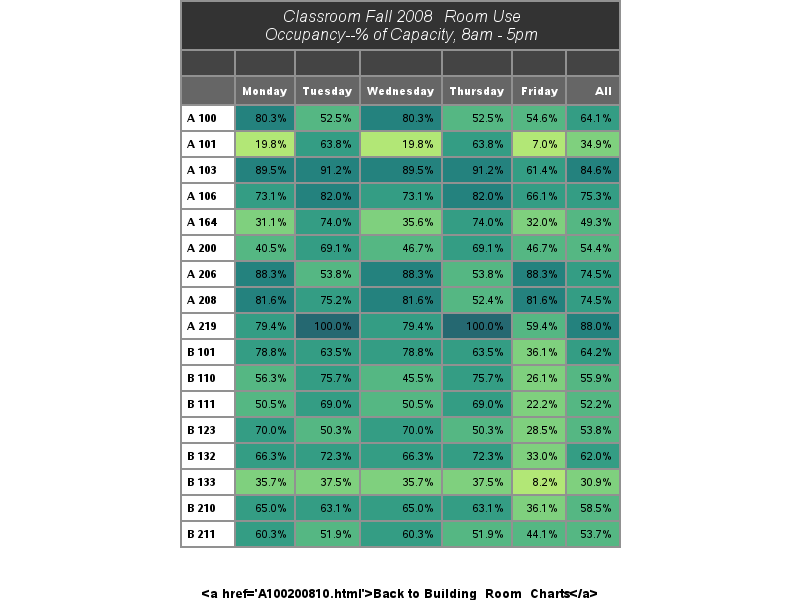 Classroom Fall 2008 Room Use
Occupancy--% of Capacity, 8am - 5pm
Monday Tuesday Wednesday Thursday Friday All
A 100 80.3% 52.5% 80.3% 52.5% 54.6% 64.1%
A 101 19.8% 63.8% 19.8% 63.8% 7.0% 34.9%
A 103 89.5% 91.2% 89.5% 91.2% 61.4% 84.6%
A 106 73.1% 82.0% 73.1% 82.0% 66.1% 75.3%
A 164 31.1% 74.0% 35.6% 74.0% 32.0% 49.3%
A 200 40.5% 69.1% 46.7% 69.1% 46.7% 54.4%
A 206 88.3% 53.8% 88.3% 53.8% 88.3% 74.5%
A 208 81.6% 75.2% 81.6% 52.4% 81.6% 74.5%
A 219 79.4% 100.0% 79.4% 100.0% 59.4% 88.0%
B 101 78.8% 63.5% 78.8% 63.5% 36.1% 64.2%
B 110 56.3% 75.7% 45.5% 75.7% 26.1% 55.9%
B 111 50.5% 69.0% 50.5% 69.0% 22.2% 52.2%
B 123 70.0% 50.3% 70.0% 50.3% 28.5% 53.8%
B 132 66.3% 72.3% 66.3% 72.3% 33.0% 62.0%
B 133 35.7% 37.5% 35.7% 37.5% 8.2% 30.9%
B 210 65.0% 63.1% 65.0% 63.1% 36.1% 58.5%
B 211 60.3% 51.9% 60.3% 51.9% 44.1% 53.7%
<a href='A100200810.html'>Back to Building Room Charts</a>